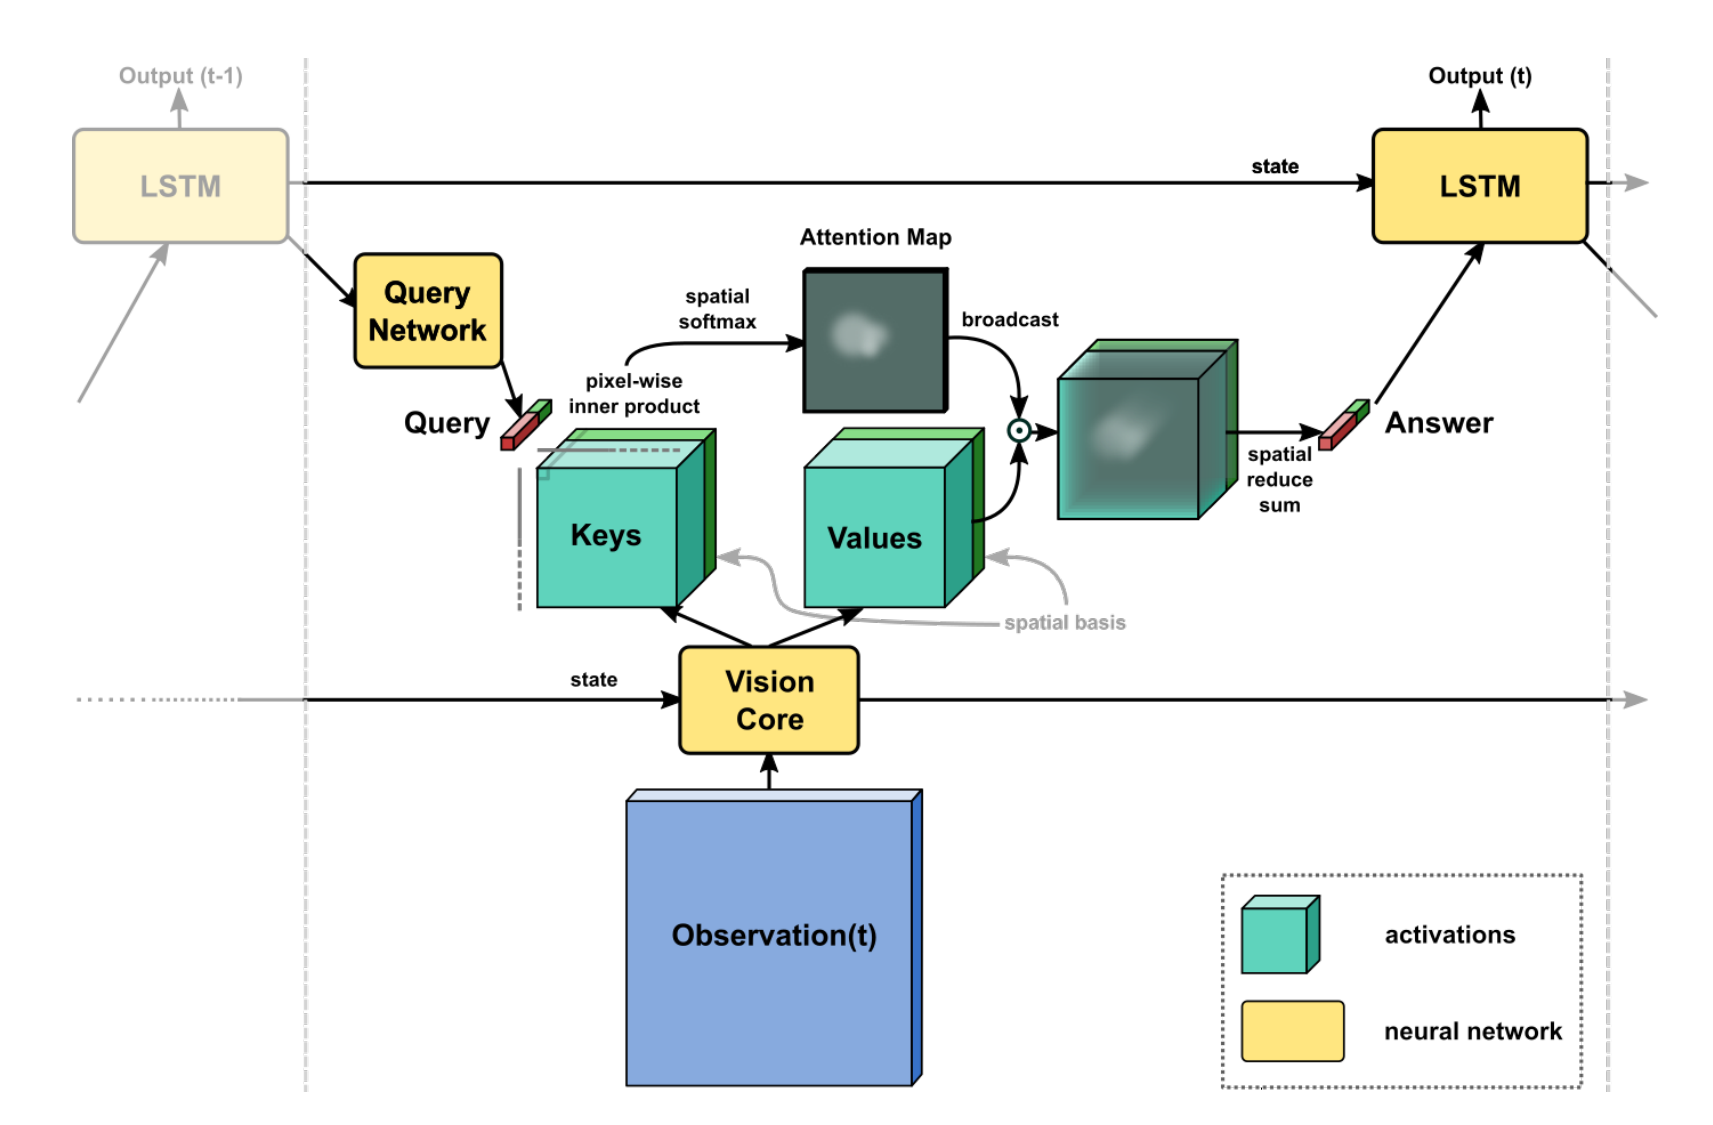 Output (t-1)
Output (t)
LSTM
state
LSTM
Attention Map
Query
Network
spatial
softmax
broadcast
pixel-wise
inner product
Query
Answer
spatial
reduce
sum
Keys
Values
spatial basis
state
Vision
Core
Observation(t)
activations
neural network